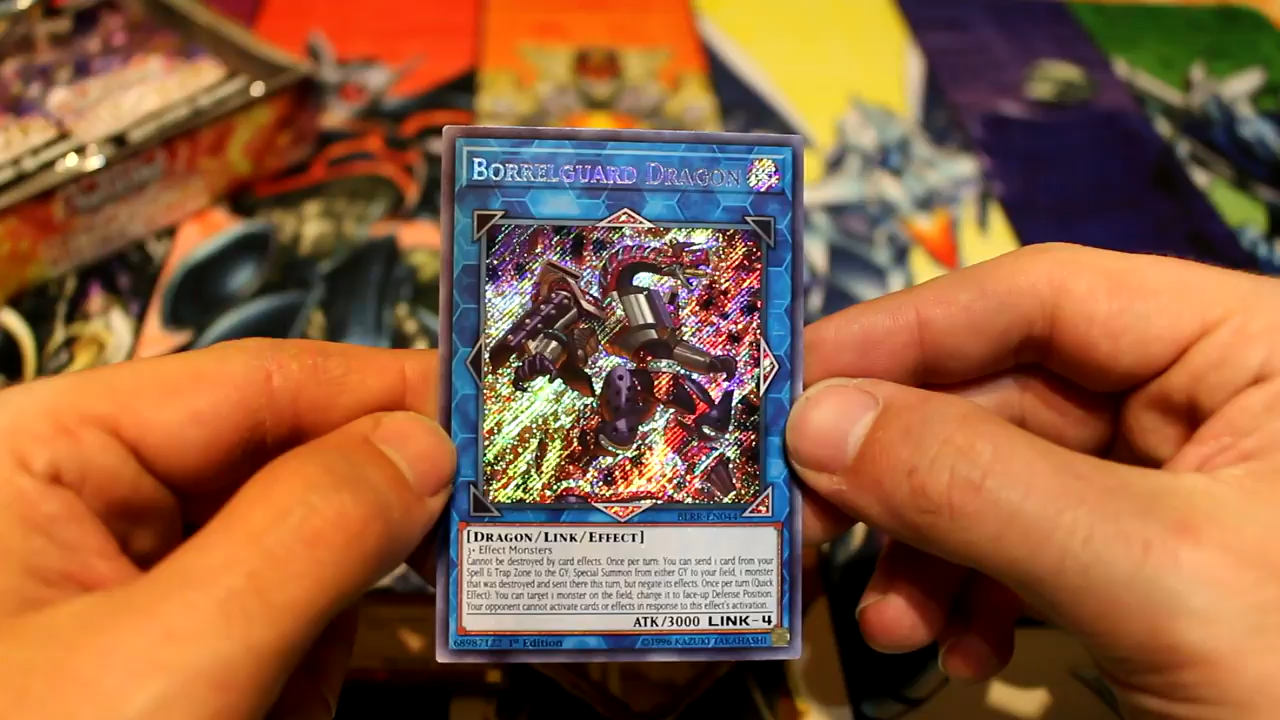 BORRELGUARD DRAGON
BLRR-EN044
[DRAGON/LINK/EFFECT]
3+ Effect Monsters
Cannot be destroyed by card effects. Once per turn: You can send 1 card from your
Spell & Trap Zone to the GY; Special Summon from either GY to your field, 1 monster
that was destroyed and sent there this turn, but negate its effects. Once per turn (Quick
Effect): You can target 1 monster on the field; change it to face-up Defense Position.
Your opponent cannot activate cards or effects in response to this effect's activation.
ATK/3000 LINK-4
68987122 1st Edition ©1996 KAZUKI TAKAHASHI